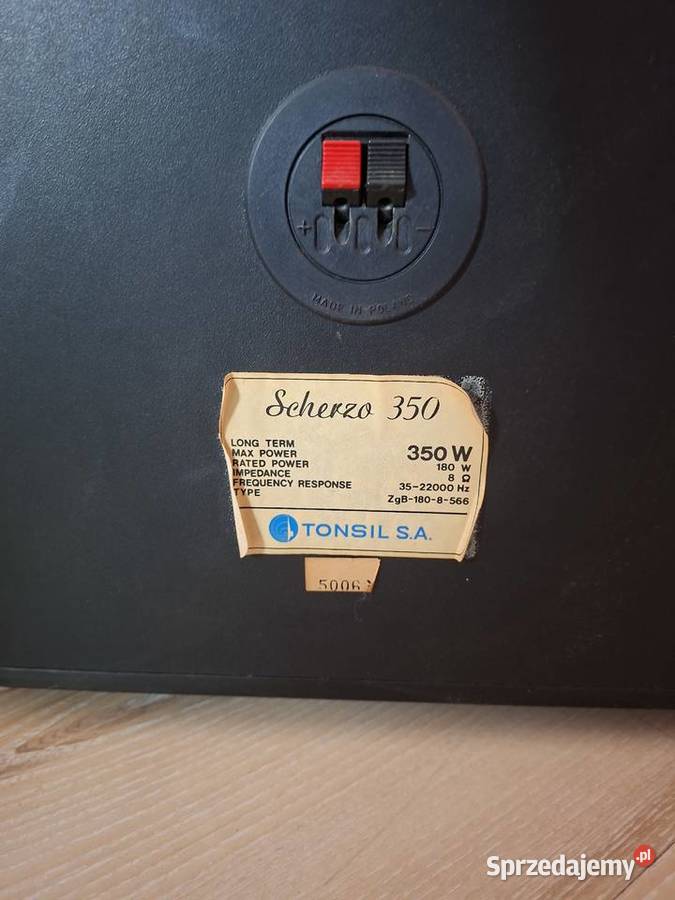 + −
MADE IN POLAND
Scherzo 350
LONG TERM
MAX POWER 350 W
RATED POWER 180 W
IMPEDANCE 8 Ω
FREQUENCY RESPONSE 35-22000 Hz
TYPE ZgB-180-8-566
TONSIL S.A.
5006
Sprzedajemy.pl